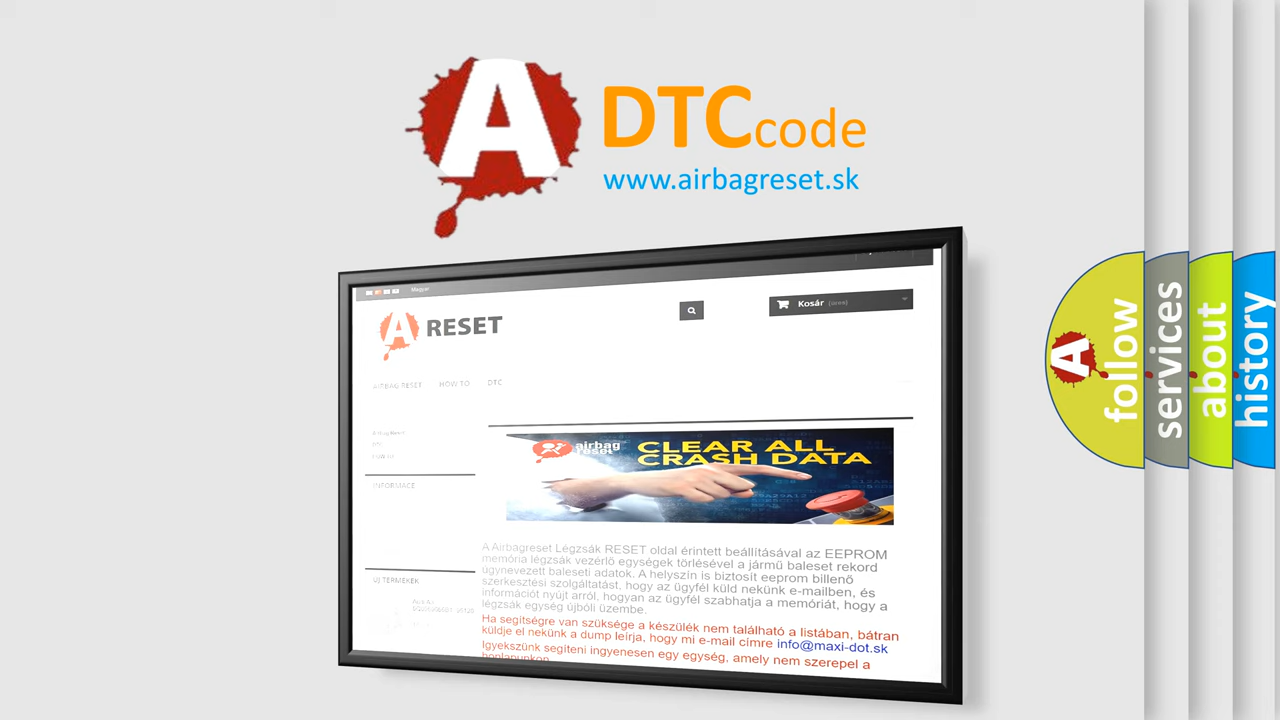 A
DTC code
www.airbagreset.sk
Magyar
A RESET
Kosár (üres)
AIRBAG RESET HOW TO DTC
DTC
INFORMACE
airbag
reset
CLEAR ALL
CRASH DATA
A Airbagreset Légzsák RESET oldal érintett beállításával az EEPROM
memória légzsák vezérlő egységek törlésével a jármű baleset rekord
úgynevezett baleseti adatok. A helyszín is biztosít eeprom billenő
szerkesztési szolgáltatást, hogy az ügyfél küld nekünk e-mailben, és
információt nyújt arról, hogyan az ügyfél szabhatja a memóriát, hogy a
légzsák egység újbóli üzembe.
ÚJ TERMÉKEK
Ha segítségre van szüksége a készülék nem található a listában, bátran
küldje el nekünk a dump leírja, hogy mi e-mail címre info@maxi-dot.sk
Igyekszünk segíteni ingyenesen egy egység, amely nem szerepel a
honlapunkon
A
follow
services
about
history